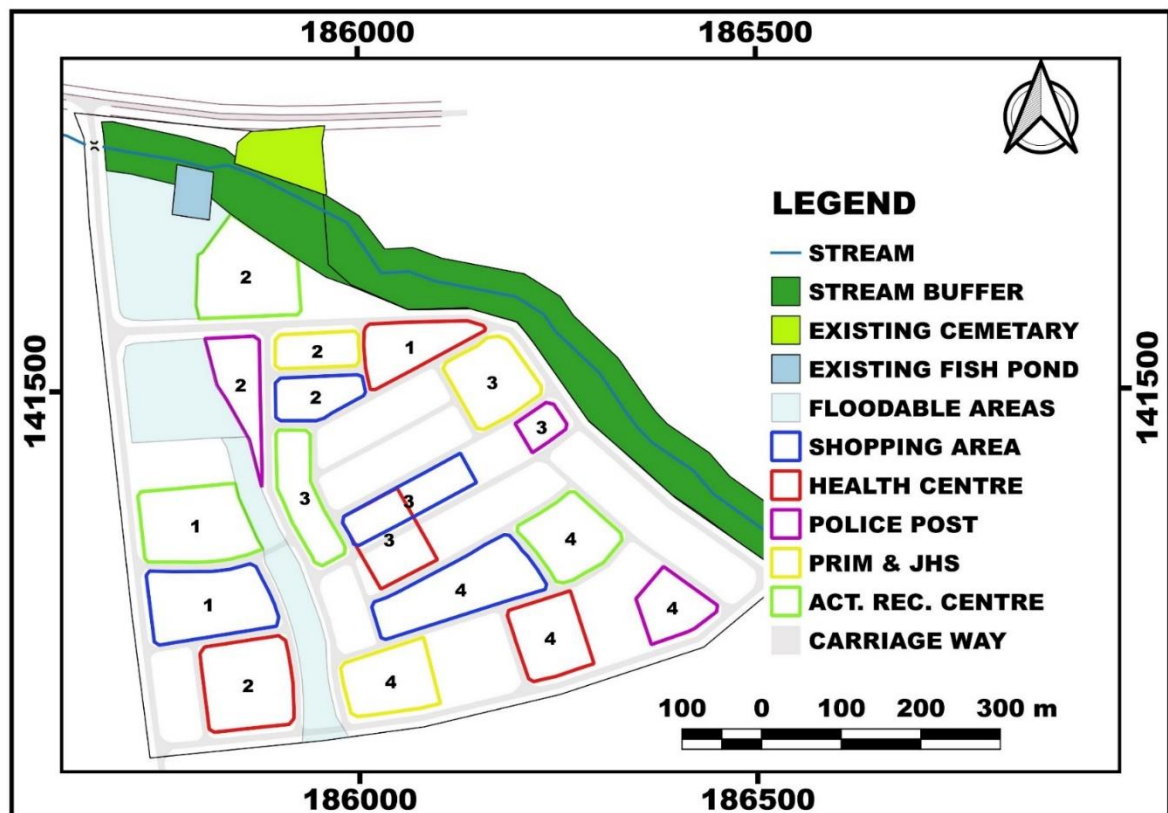 186000 186500
141500
141500
LEGEND
STREAM
STREAM BUFFER
EXISTING CEMETARY
EXISTING FISH POND
FLOODABLE AREAS
SHOPPING AREA
HEALTH CENTRE
POLICE POST
PRIM & JHS
ACT. REC. CENTRE
CARRIAGE WAY
2
2
1
2
2
3
3
3
3
1
3
4
1
4
4
4
2
4
100 0 100 200 300 m
186000 186500